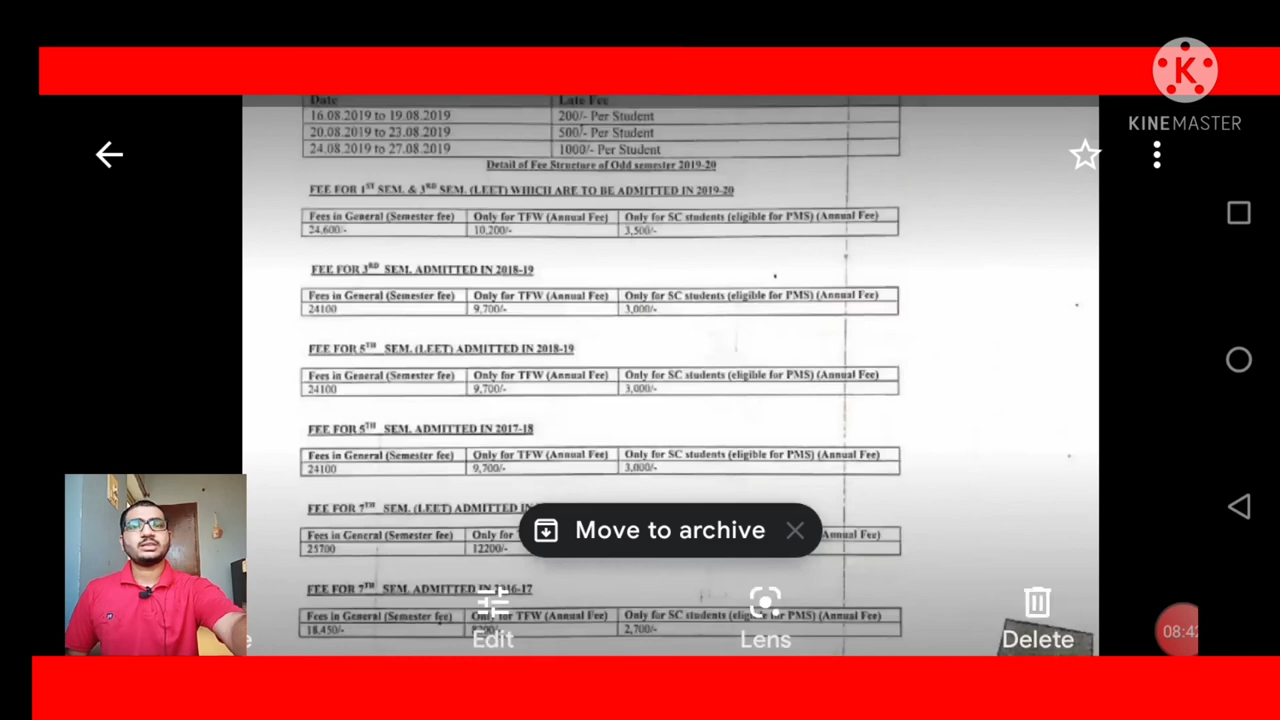 K
KINEMASTER
Date Late Fee
16.08.2019 to 19.08.2019 200/- Per Student
20.08.2019 to 23.08.2019 500/- Per Student
24.08.2019 to 27.08.2019 1000/- Per Student
Detail of Fee Structure of Odd semester 2019-20
FEE FOR 1ST SEM. & 3RD SEM. (LEET) WHICH ARE TO BE ADMITTED IN 2019-20
Fees in General (Semester fee) Only for TFW (Annual Fee) Only for SC students (eligible for PMS) (Annual Fee)
24,600/- 10,200/- 3,500/-
FEE FOR 3RD SEM. ADMITTED IN 2018-19
Fees in General (Semester fee) Only for TFW (Annual Fee) Only for SC students (eligible for PMS) (Annual Fee)
24100 9,700/- 3,000/-
FEE FOR 5TH SEM. (LEET) ADMITTED IN 2018-19
Fees in General (Semester fee) Only for TFW (Annual Fee) Only for SC students (eligible for PMS) (Annual Fee)
24100 9,700/- 3,000/-
FEE FOR 5TH SEM. ADMITTED IN 2017-18
Fees in General (Semester fee) Only for TFW (Annual Fee) Only for SC students (eligible for PMS) (Annual Fee)
24100 9,700/- 3,000/-
FEE FOR 7TH SEM. (LEET) ADMITTED IN
Move to archive
Fees in General (Semester fee) Only for Annual Fee)
25700 12200/-
FEE FOR 7TH SEM. ADMITTED IN 2016-17
Fees in General (Semester fee) Only for TFW (Annual Fee) Only for SC students (eligible for PMS) (Annual Fee)
18,450/- 2,700/-
Edit Lens Delete
08:42